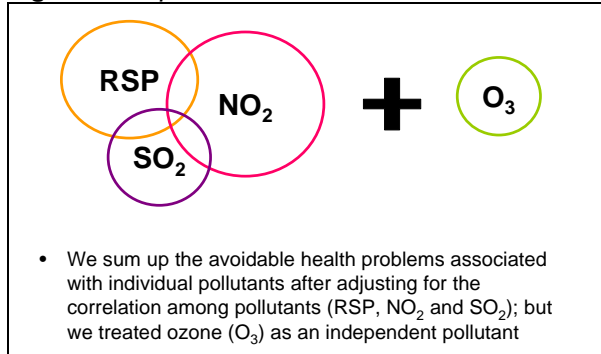 RSP
NO₂
SO₂
+
O₃
• We sum up the avoidable health problems associated
with individual pollutants after adjusting for the
correlation among pollutants (RSP, NO₂ and SO₂); but
we treated ozone (O₃) as an independent pollutant